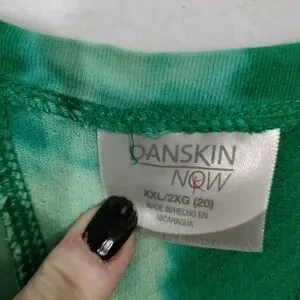 DANSKIN
NOW
XXL/2XG (20)
MADE IN/HECHO EN
NICARAGUA